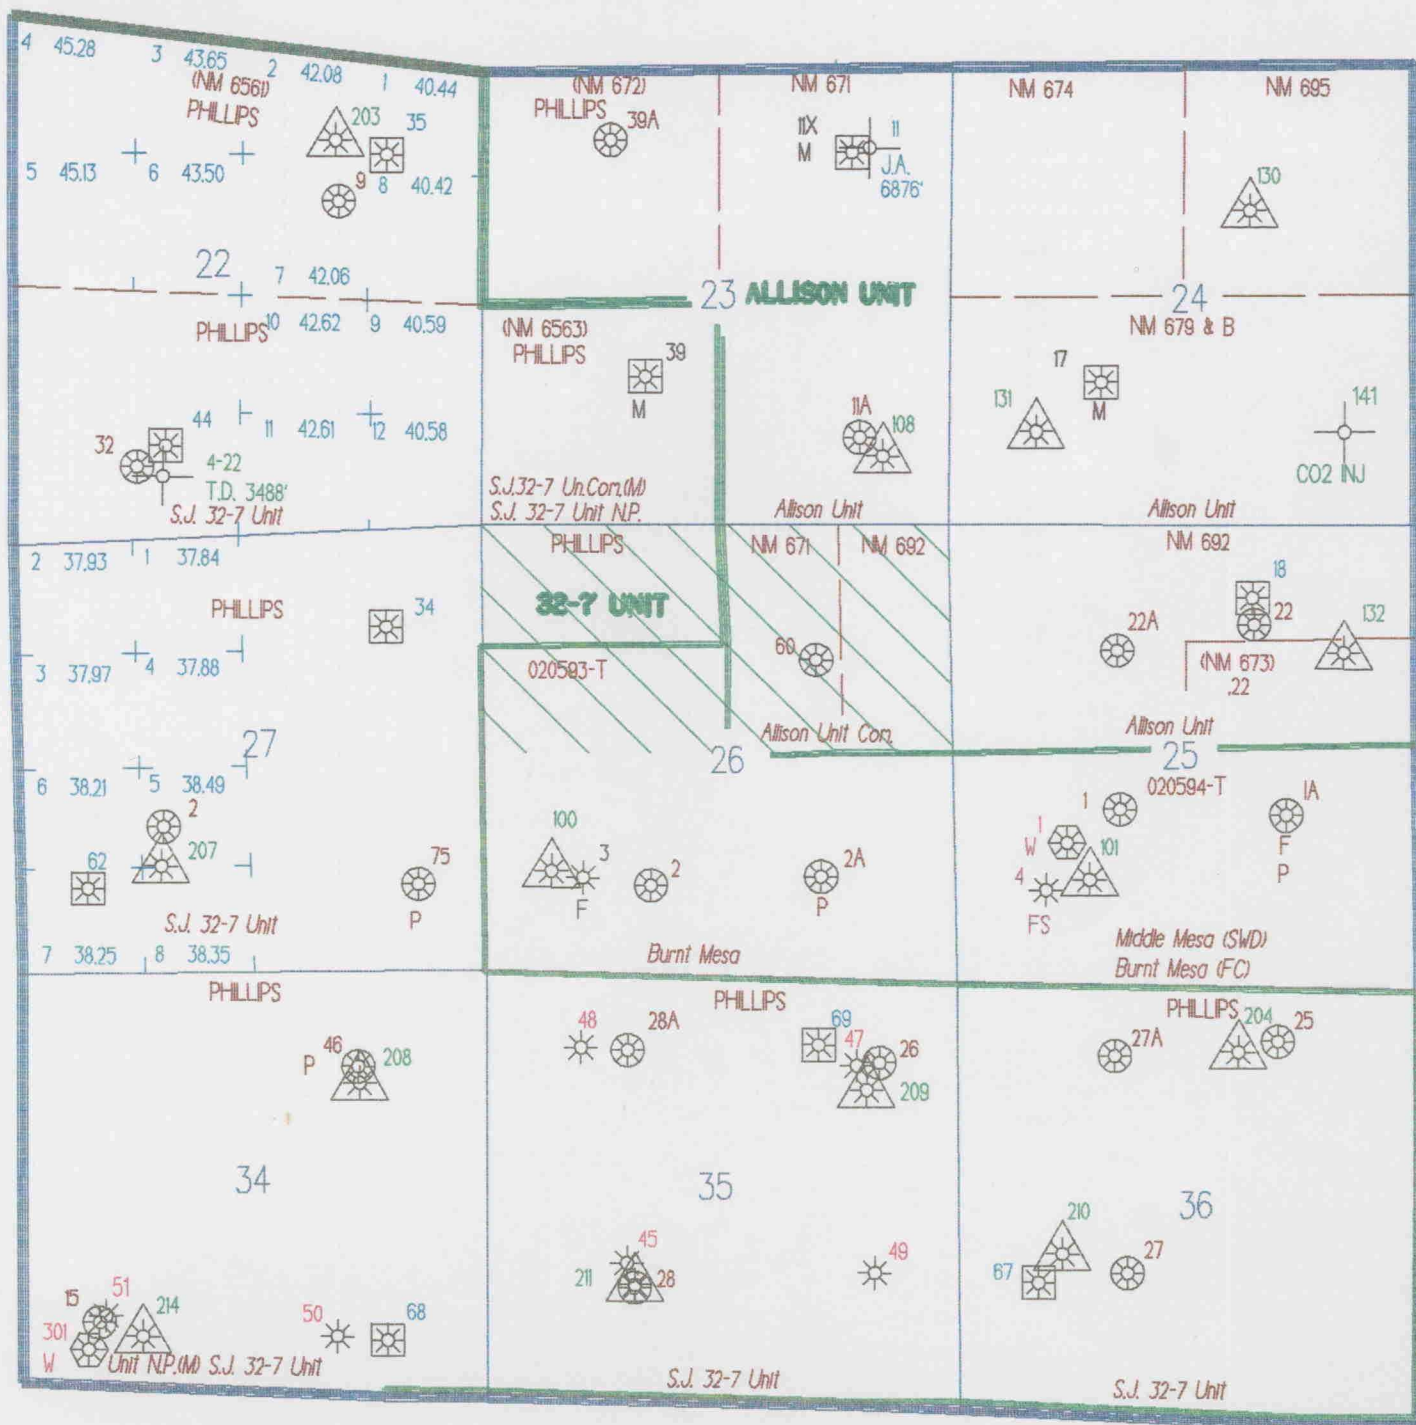 4 45.28 3 43.65 2 42.08 1 40.44
(NM 6561)
PHILLIPS
203 35
5 45.13 6 43.50 9 8 40.42
22 7 42.06
PHILLIPS 10 42.62 9 40.59
44 11 42.61 12 40.58
32 4-22
T.D. 3488'
S.J. 32-7 Unit
(NM 672) NM 671
PHILLIPS 39A
11X 11
M J.A.
6876'
23 ALLISON UNIT
(NM 6563)
PHILLIPS
39
M
11A 108
S.J.32-7 Un.Com.(M)
S.J. 32-7 Unit N.P. Allison Unit
NM 674 NM 695
130
24
NM 679 & B
17
131 M 141
CO2 INJ
Allison Unit
2 37.93 1 37.84
PHILLIPS 34
3 37.97 4 37.88
27
6 38.21 5 38.49
2
62 207 75
P
S.J. 32-7 Unit
7 38.25 8 38.35
PHILLIPS NM 671 NM 692
32-7 UNIT
60
020593-T
Allison Unit Com.
26
100 3 2 2A
F P
Burnt Mesa
NM 692
18
22A 22 132
(NM 673)
.22
Allison Unit
25
020594-T
1 1A
1 F
W 101 P
4
FS
Middle Mesa (SWD)
Burnt Mesa (FC)
PHILLIPS
46
P 208
34
15 51 214 50 68
301
W Unit N.P.(M) S.J. 32-7 Unit
PHILLIPS
48 28A 69 47 26
209
35
45 49
211 28
S.J. 32-7 Unit
PHILLIPS 204 25
27A
36
210
67 27
S.J. 32-7 Unit